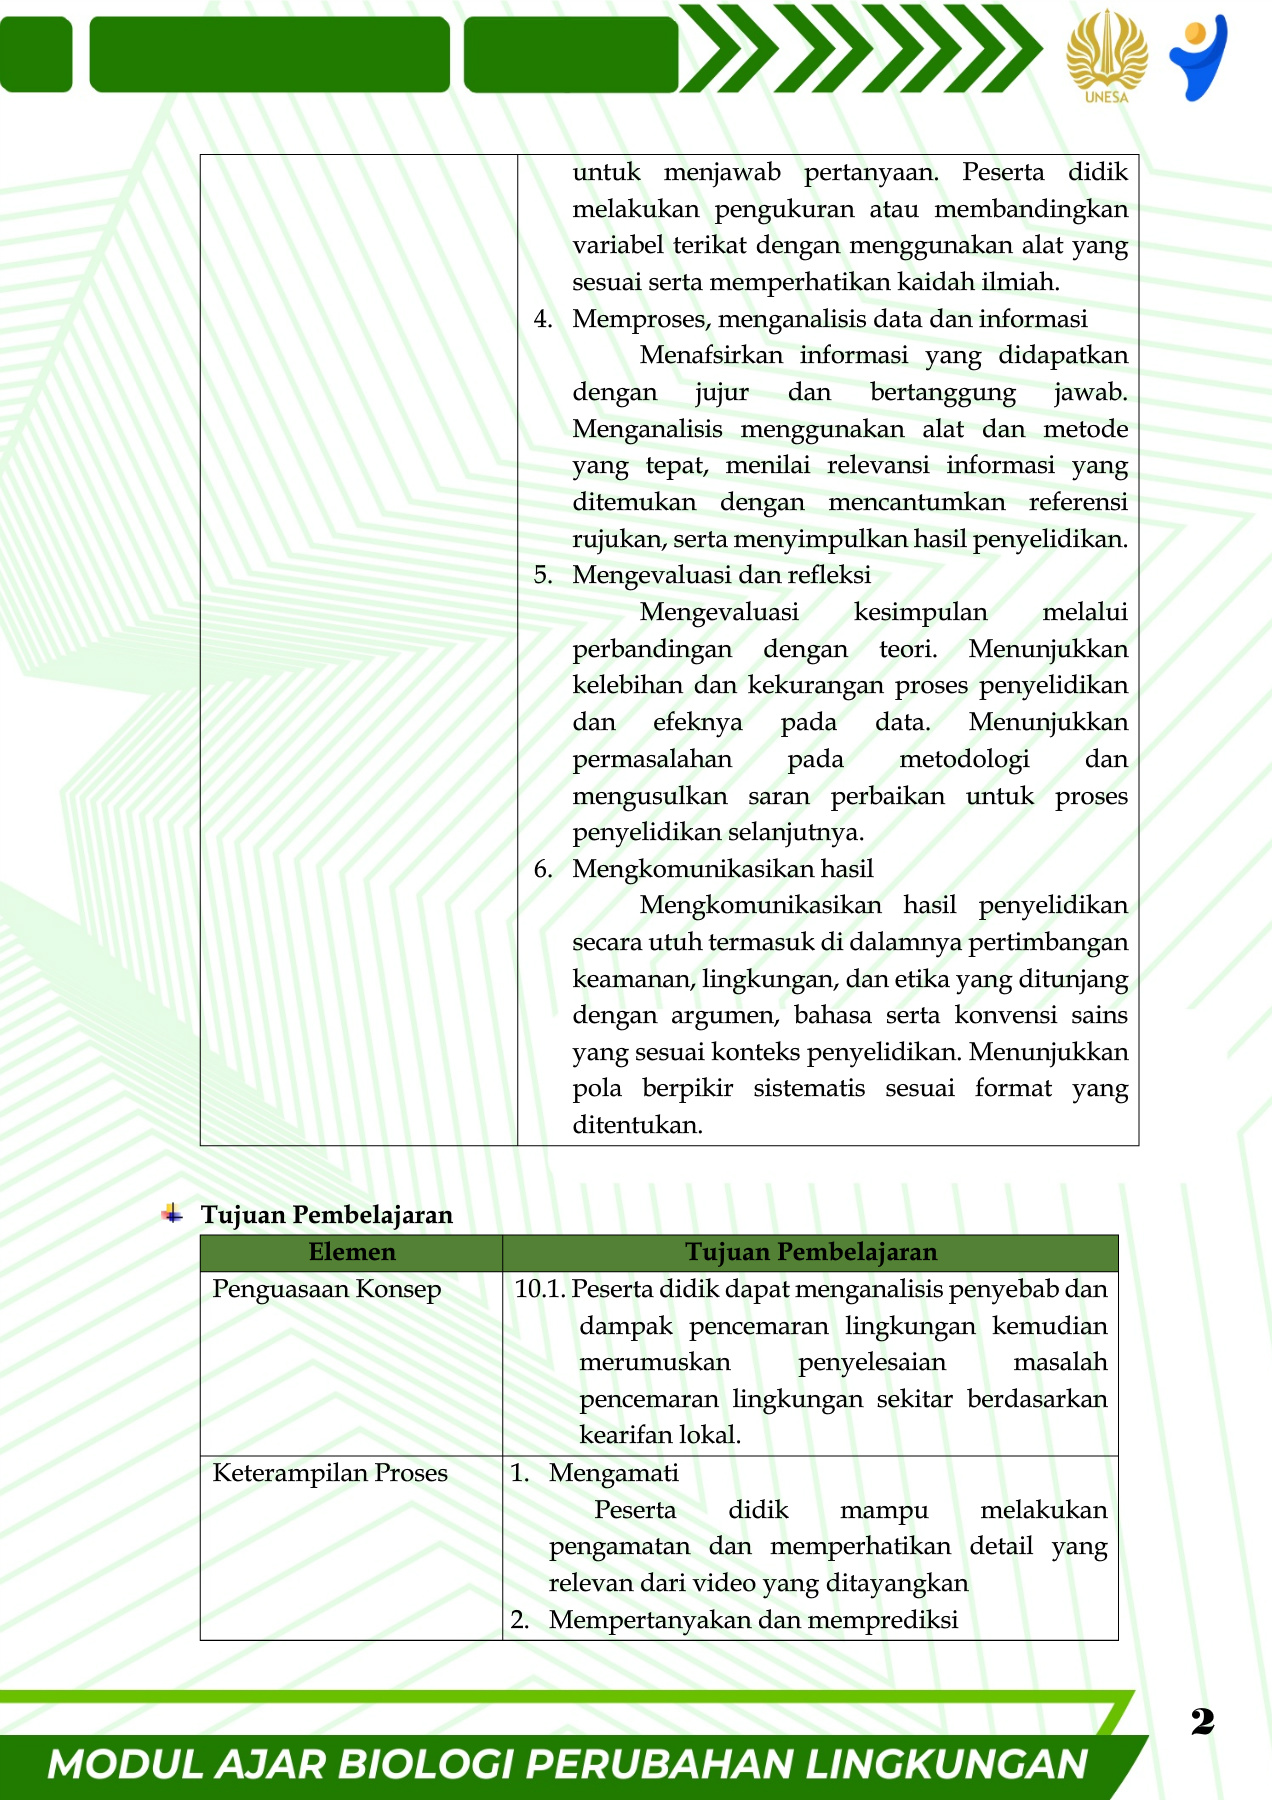 UNESA
untuk menjawab pertanyaan. Peserta didik
melakukan pengukuran atau membandingkan
variabel terikat dengan menggunakan alat yang
sesuai serta memperhatikan kaidah ilmiah.
4. Memproses, menganalisis data dan informasi
Menafsirkan informasi yang didapatkan
dengan jujur dan bertanggung jawab.
Menganalisis menggunakan alat dan metode
yang tepat, menilai relevansi informasi yang
ditemukan dengan mencantumkan referensi
rujukan, serta menyimpulkan hasil penyelidikan.
5. Mengevaluasi dan refleksi
Mengevaluasi kesimpulan melalui
perbandingan dengan teori. Menunjukkan
kelebihan dan kekurangan proses penyelidikan
dan efeknya pada data. Menunjukkan
permasalahan pada metodologi dan
mengusulkan saran perbaikan untuk proses
penyelidikan selanjutnya.
6. Mengkomunikasikan hasil
Mengkomunikasikan hasil penyelidikan
secara utuh termasuk di dalamnya pertimbangan
keamanan, lingkungan, dan etika yang ditunjang
dengan argumen, bahasa serta konvensi sains
yang sesuai konteks penyelidikan. Menunjukkan
pola berpikir sistematis sesuai format yang
ditentukan.
Tujuan Pembelajaran
Elemen Tujuan Pembelajaran
Penguasaan Konsep 10.1. Peserta didik dapat menganalisis penyebab dan
dampak pencemaran lingkungan kemudian
merumuskan penyelesaian masalah
pencemaran lingkungan sekitar berdasarkan
kearifan lokal.
Keterampilan Proses 1. Mengamati
Peserta didik mampu melakukan
pengamatan dan memperhatikan detail yang
relevan dari video yang ditayangkan
2. Mempertanyakan dan memprediksi
2
MODUL AJAR BIOLOGI PERUBAHAN LINGKUNGAN